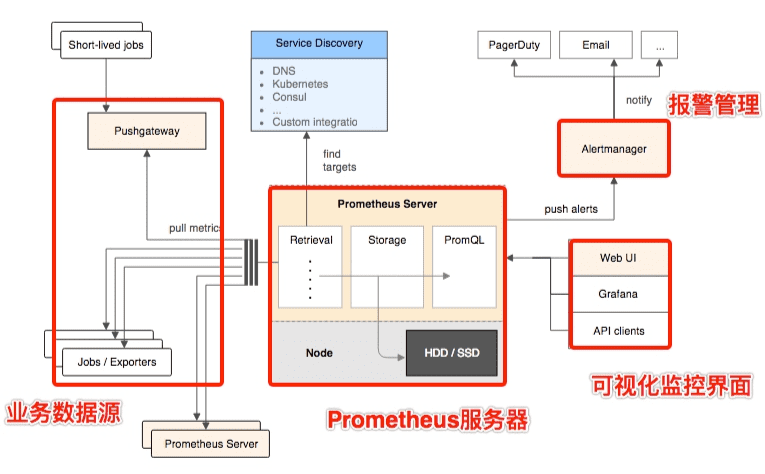 Short-lived jobs
Service Discovery
• DNS
• Kubernetes
• Consul
• ...
• Custom integratio
PagerDuty
Email
...
notify
报警管理
Pushgateway
Alertmanager
find
targets
push alerts
pull metrics
Prometheus Server
Retrieval
Storage
PromQL
Web UI
Grafana
API clients
Node
HDD / SSD
Jobs / Exporters
可视化监控界面
业务数据源
Prometheus服务器
Prometheus Server